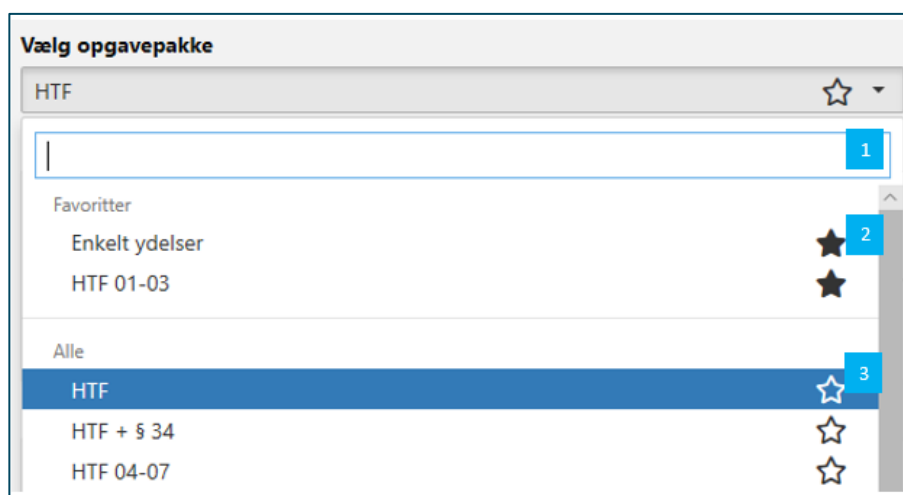 Vælg opgavepakke
HTF
1
Favoritter
Enkelt ydelser
2
HTF 01-03
Alle
3
HTF
HTF + § 34
HTF 04-07